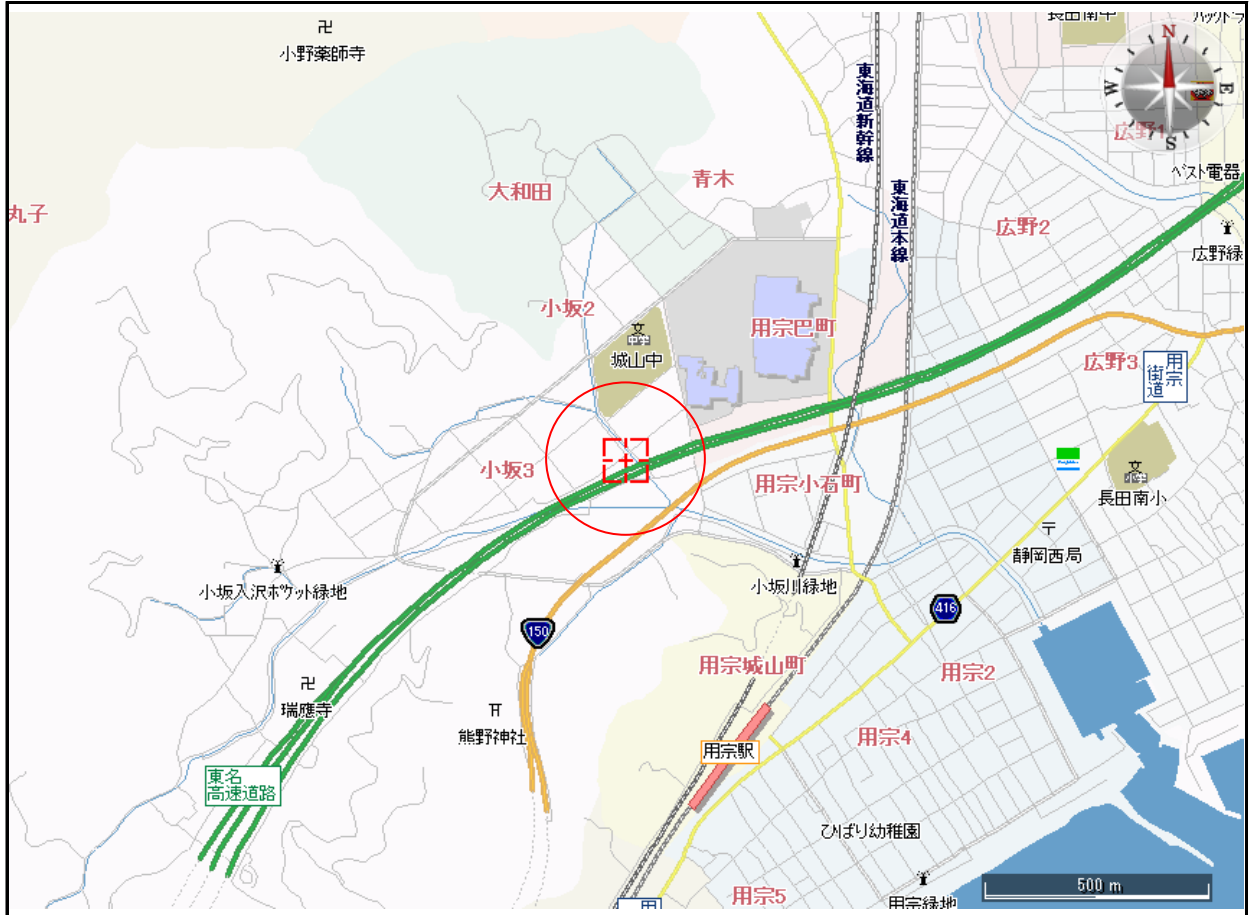 小野薬師寺
長田南中
N
W
E
S
東海道新幹線
広野1
ベスト電器
青木
大和田
東海道本線
丸子
広野2
広野緑
小坂2
用宗巴町
中学
城山中
広野3
用宗
街道
小坂3
用宗小石町
小学
長田南小
〒
静岡西局
小坂川緑地
小坂入沢ポケット緑地
416
150
用宗城山町
用宗2
瑞應寺
熊野神社
用宗4
用宗駅
東名
高速道路
ひばり幼稚園
500 m
用宗5
用宗緑地